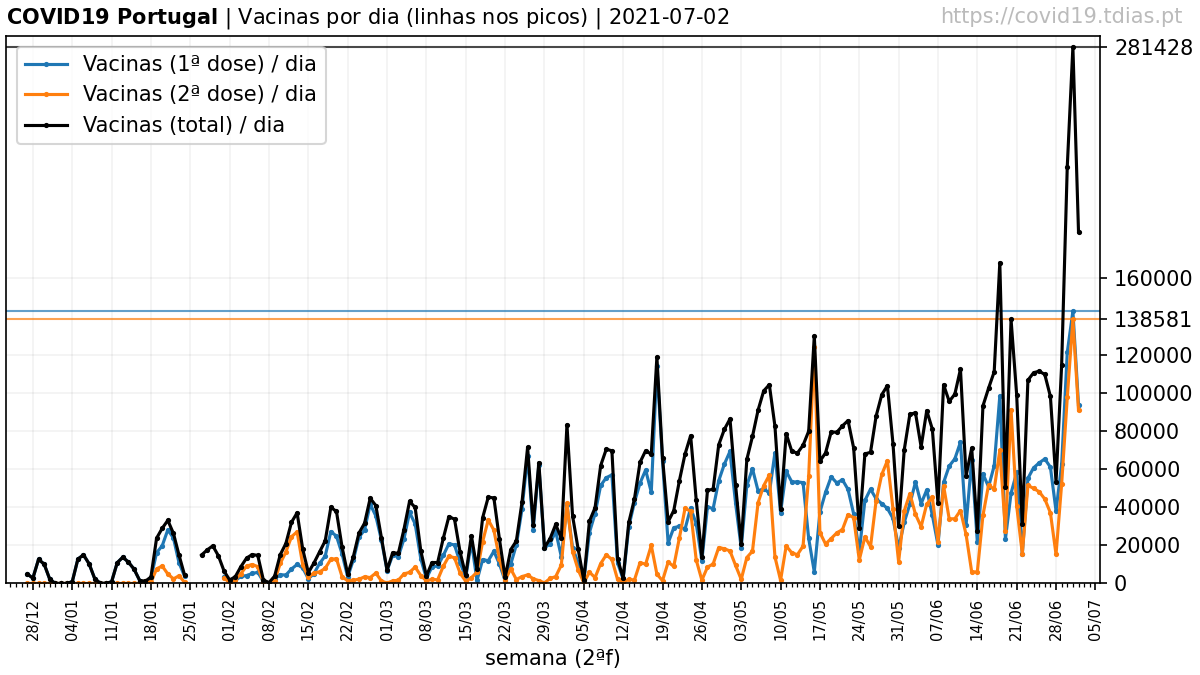 COVID19 Portugal | Vacinas por dia (linhas nos picos) | 2021-07-02
https://covid19.tdias.pt
Vacinas (1ª dose) / dia
Vacinas (2ª dose) / dia
Vacinas (total) / dia
281428
160000
138581
120000
100000
80000
60000
40000
20000
0
28/12 04/01 11/01 18/01 25/01 01/02 08/02 15/02 22/02 01/03 08/03 15/03 22/03 29/03 05/04 12/04 19/04 26/04 03/05 10/05 17/05 24/05 31/05 07/06 14/06 21/06 28/06 05/07
semana (2ªf)